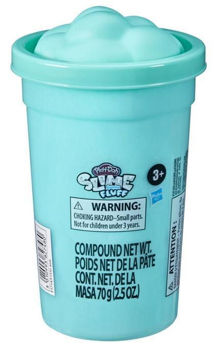 Play-Doh
SLIME
FLUFF
3+
WARNING:
CHOKING HAZARD–Small parts.
Not for children under 3 years.
COMPOUND NET WT.
POIDS NET DE LA PÂTE
CONT. NET. DE LA
MASA 70 g (2.5 OZ.)
Hasbro
ATTENTION !